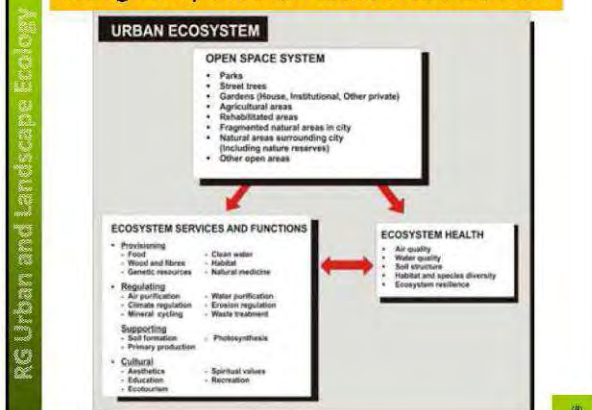 RG Urban and Landscape Ecology
URBAN ECOSYSTEM
OPEN SPACE SYSTEM
• Parks
• Street trees
• Gardens (House, Institutional, Other private)
• Agricultural areas
• Rehabilitated areas
• Fragmented natural areas in city
• Natural areas surrounding city
(Including nature reserves)
• Other open areas
ECOSYSTEM SERVICES AND FUNCTIONS
• Provisioning
- Food - Clean water
- Wood and fibres - Habitat
- Genetic resources - Natural medicine
• Regulating
- Air purification - Water purification
- Climate regulation - Erosion regulation
- Mineral cycling - Waste treatment
Supporting
- Soil formation - Photosynthesis
- Primary production
• Cultural
- Aesthetics - Spiritual values
- Education - Recreation
- Ecotourism
ECOSYSTEM HEALTH
• Air quality
• Water quality
• Soil structure
• Habitat and species diversity
• Ecosystem resilience